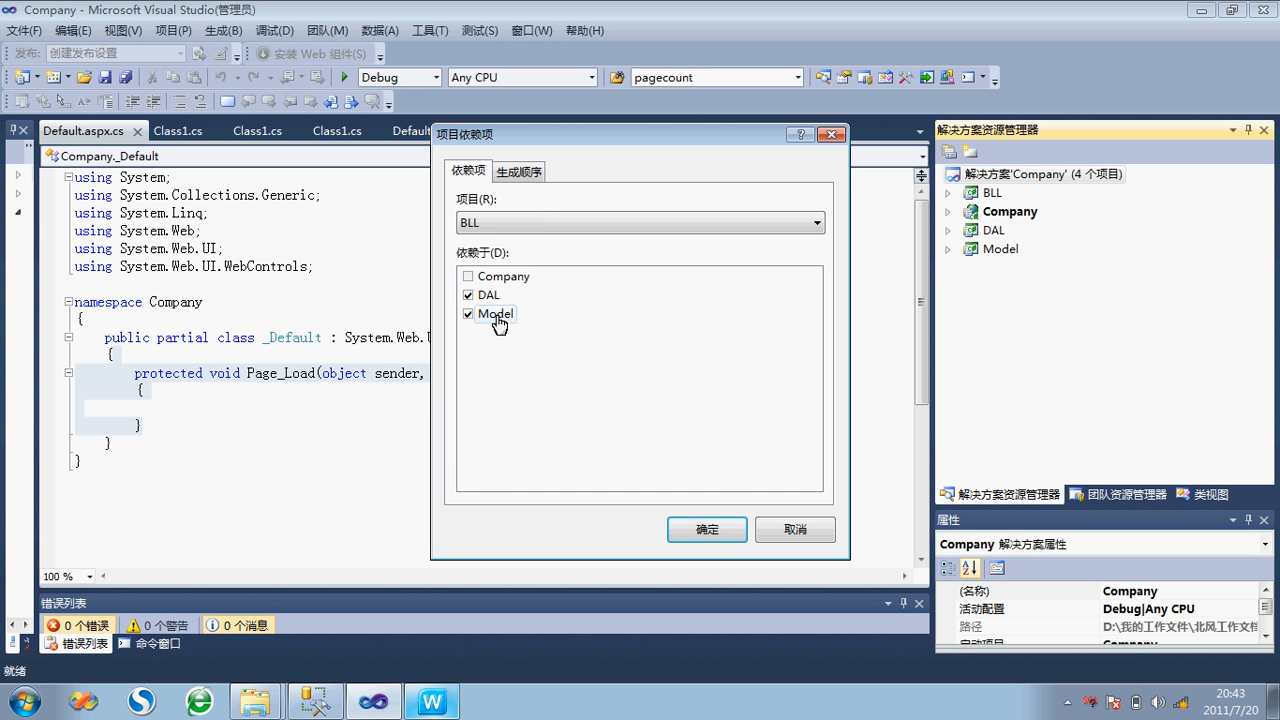 Company - Microsoft Visual Studio(管理员)
文件(F) 编辑(E) 视图(V) 项目(P) 生成(B) 调试(D) 团队(M) 数据(A) 工具(T) 测试(S) 窗口(W) 帮助(H)
发布: 创建发布设置 安装 Web 组件(S)
Debug Any CPU pagecount
Default.aspx.cs Class1.cs Class1.cs Class1.cs Default
Company._Default
using System;
using System.Collections.Generic;
using System.Linq;
using System.Web;
using System.Web.UI;
using System.Web.UI.WebControls;
namespace Company
{
public partial class _Default : System.Web.U
{
protected void Page_Load(object sender,
{
}
}
}
100 %
项目依赖项
依赖项 生成顺序
项目(R):
BLL
依赖于(D):
Company
DAL
Model
确定 取消
解决方案资源管理器
解决方案'Company' (4 个项目)
BLL
Company
DAL
Model
解决方案资源管理器 团队资源管理器 类视图
属性
Company 解决方案属性
(名称) Company
活动配置 Debug|Any CPU
路径 D:\我的工作文件\北风工作文档
错误列表
0 个错误 0 个警告 0 个消息
错误列表 命令窗口
就绪
20:43
2011/7/20